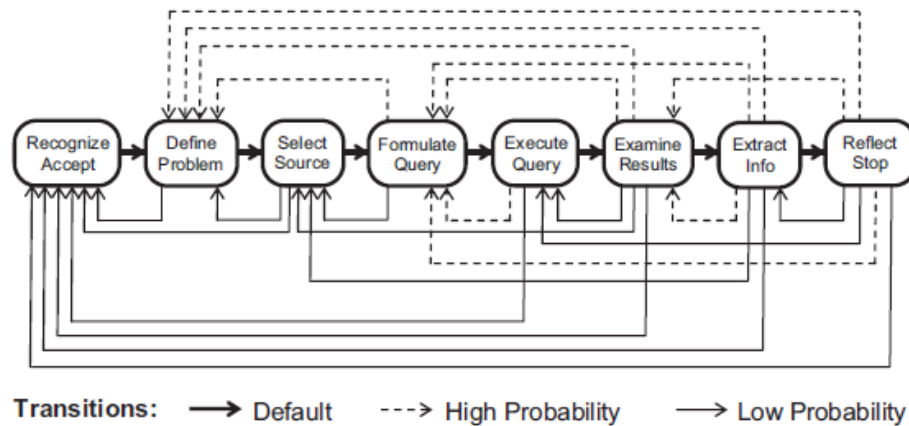 Recognize
Accept
Define
Problem
Select
Source
Formulate
Query
Execute
Query
Examine
Results
Extract
Info
Reflect
Stop
Transitions: Default High Probability Low Probability